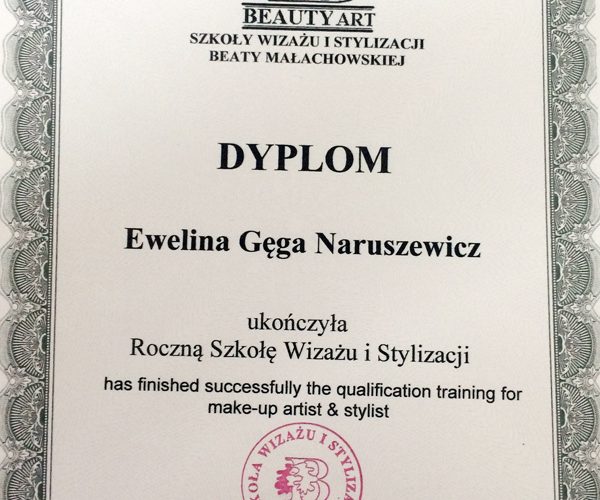 BEAUTY ART
SZKOŁY WIZAŻU I STYLIZACJI
BEATY MAŁACHOWSKIEJ
DYPLOM
Ewelina Gęga Naruszewicz
ukończyła
Roczną Szkołę Wizażu i Stylizacji
has finished successfully the qualification training for
make-up artist & stylist
WIZAŻU I